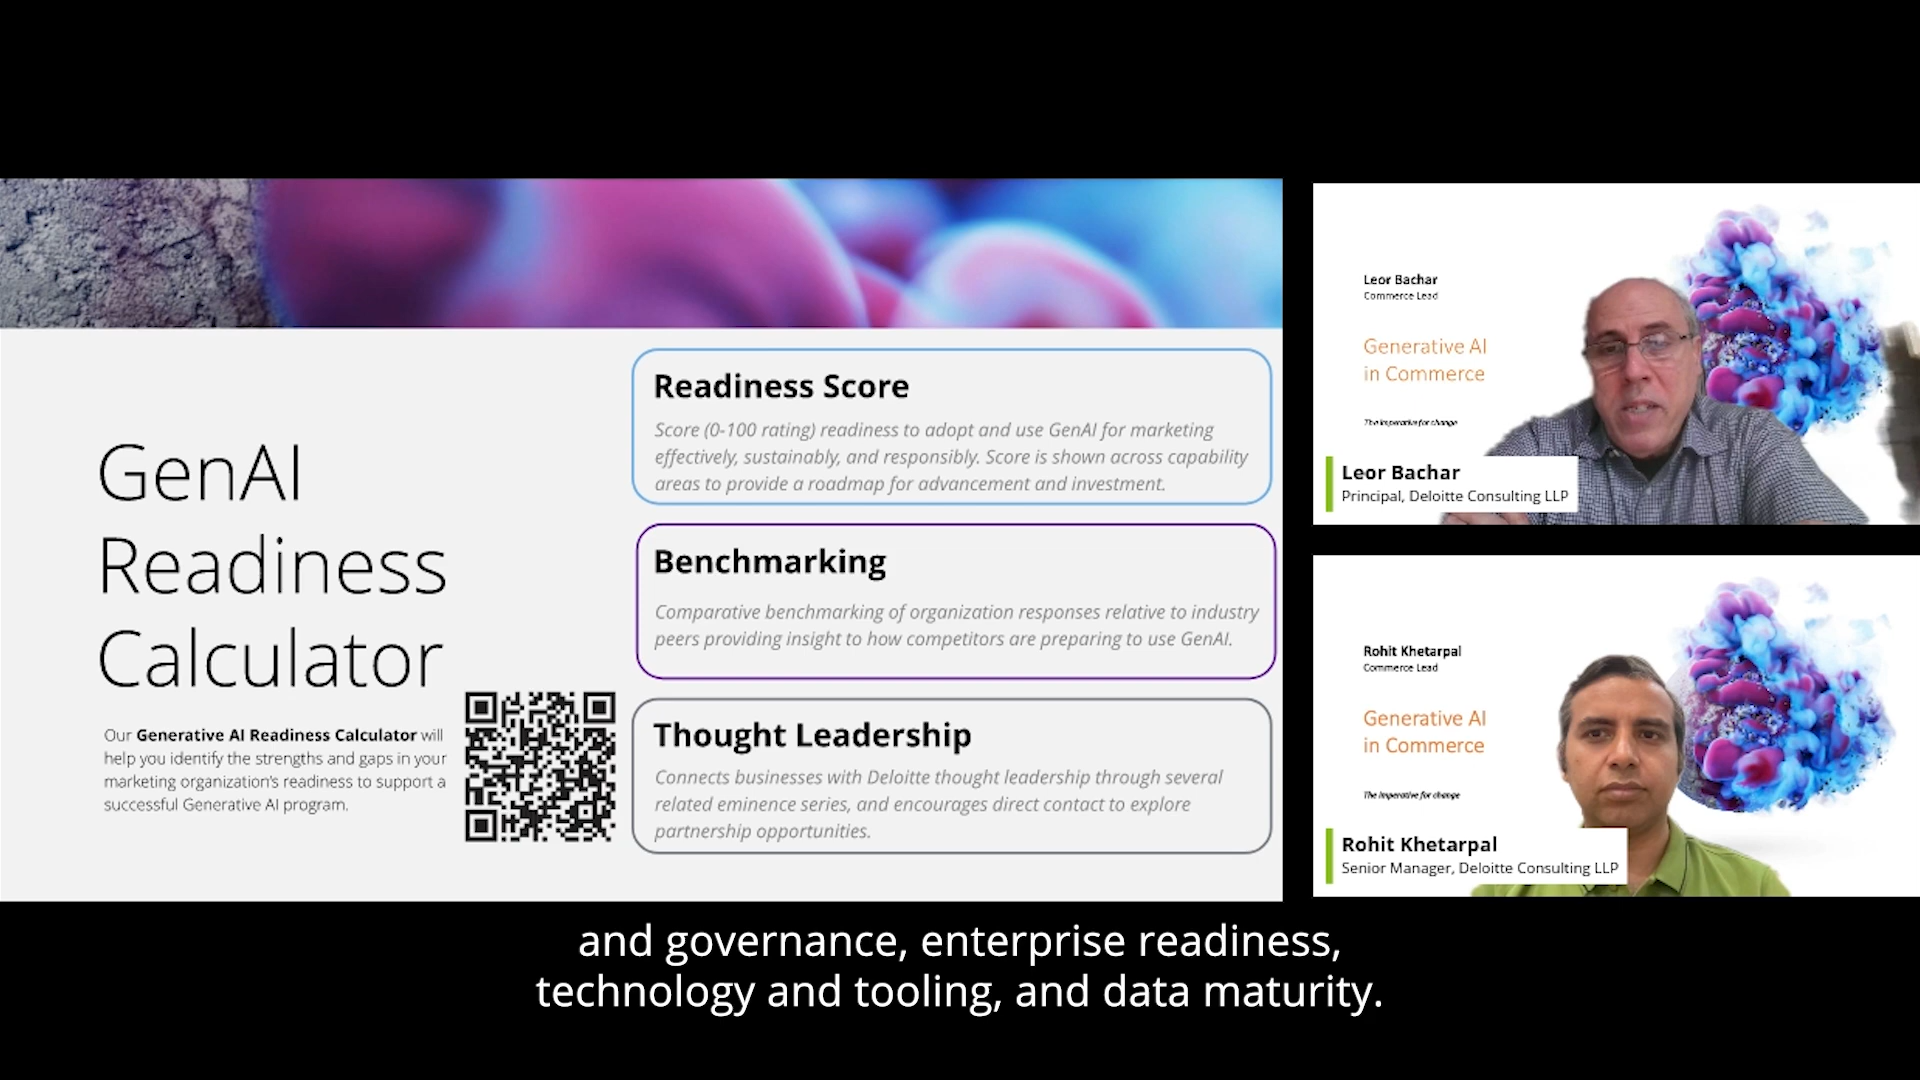 GenAI
Readiness
Calculator
Our Generative AI Readiness Calculator will
help you identify the strengths and gaps in your
marketing organization's readiness to support a
successful Generative AI program.
Readiness Score
Score (0-100 rating) readiness to adopt and use GenAI for marketing
effectively, sustainably, and responsibly. Score is shown across capability
areas to provide a roadmap for advancement and investment.
Benchmarking
Comparative benchmarking of organization responses relative to industry
peers providing insight to how competitors are preparing to use GenAI.
Thought Leadership
Connects businesses with Deloitte thought leadership through several
related eminence series, and encourages direct contact to explore
partnership opportunities.
Leor Bachar
Commerce Lead
Generative AI
in Commerce
The imperative for change
Leor Bachar
Principal, Deloitte Consulting LLP
Rohit Khetarpal
Commerce Lead
Generative AI
in Commerce
The imperative for change
Rohit Khetarpal
Senior Manager, Deloitte Consulting LLP
and governance, enterprise readiness,
technology and tooling, and data maturity.